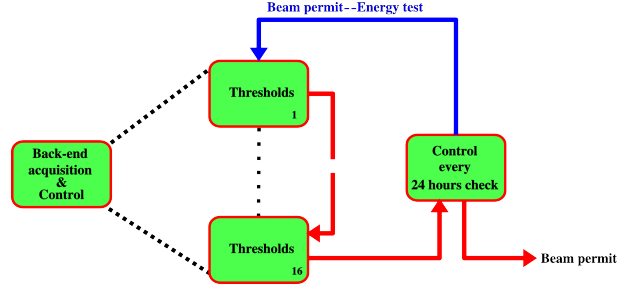 Beam permit--Energy test
Thresholds
1
Back-end
acquisition
&
Control
Control
every
24 hours check
Thresholds
16
Beam permit